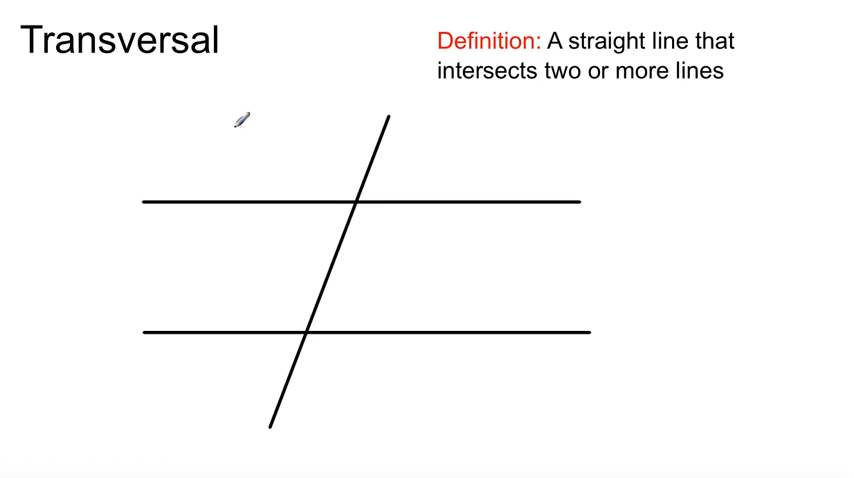 Transversal
Definition: A straight line that
intersects two or more lines